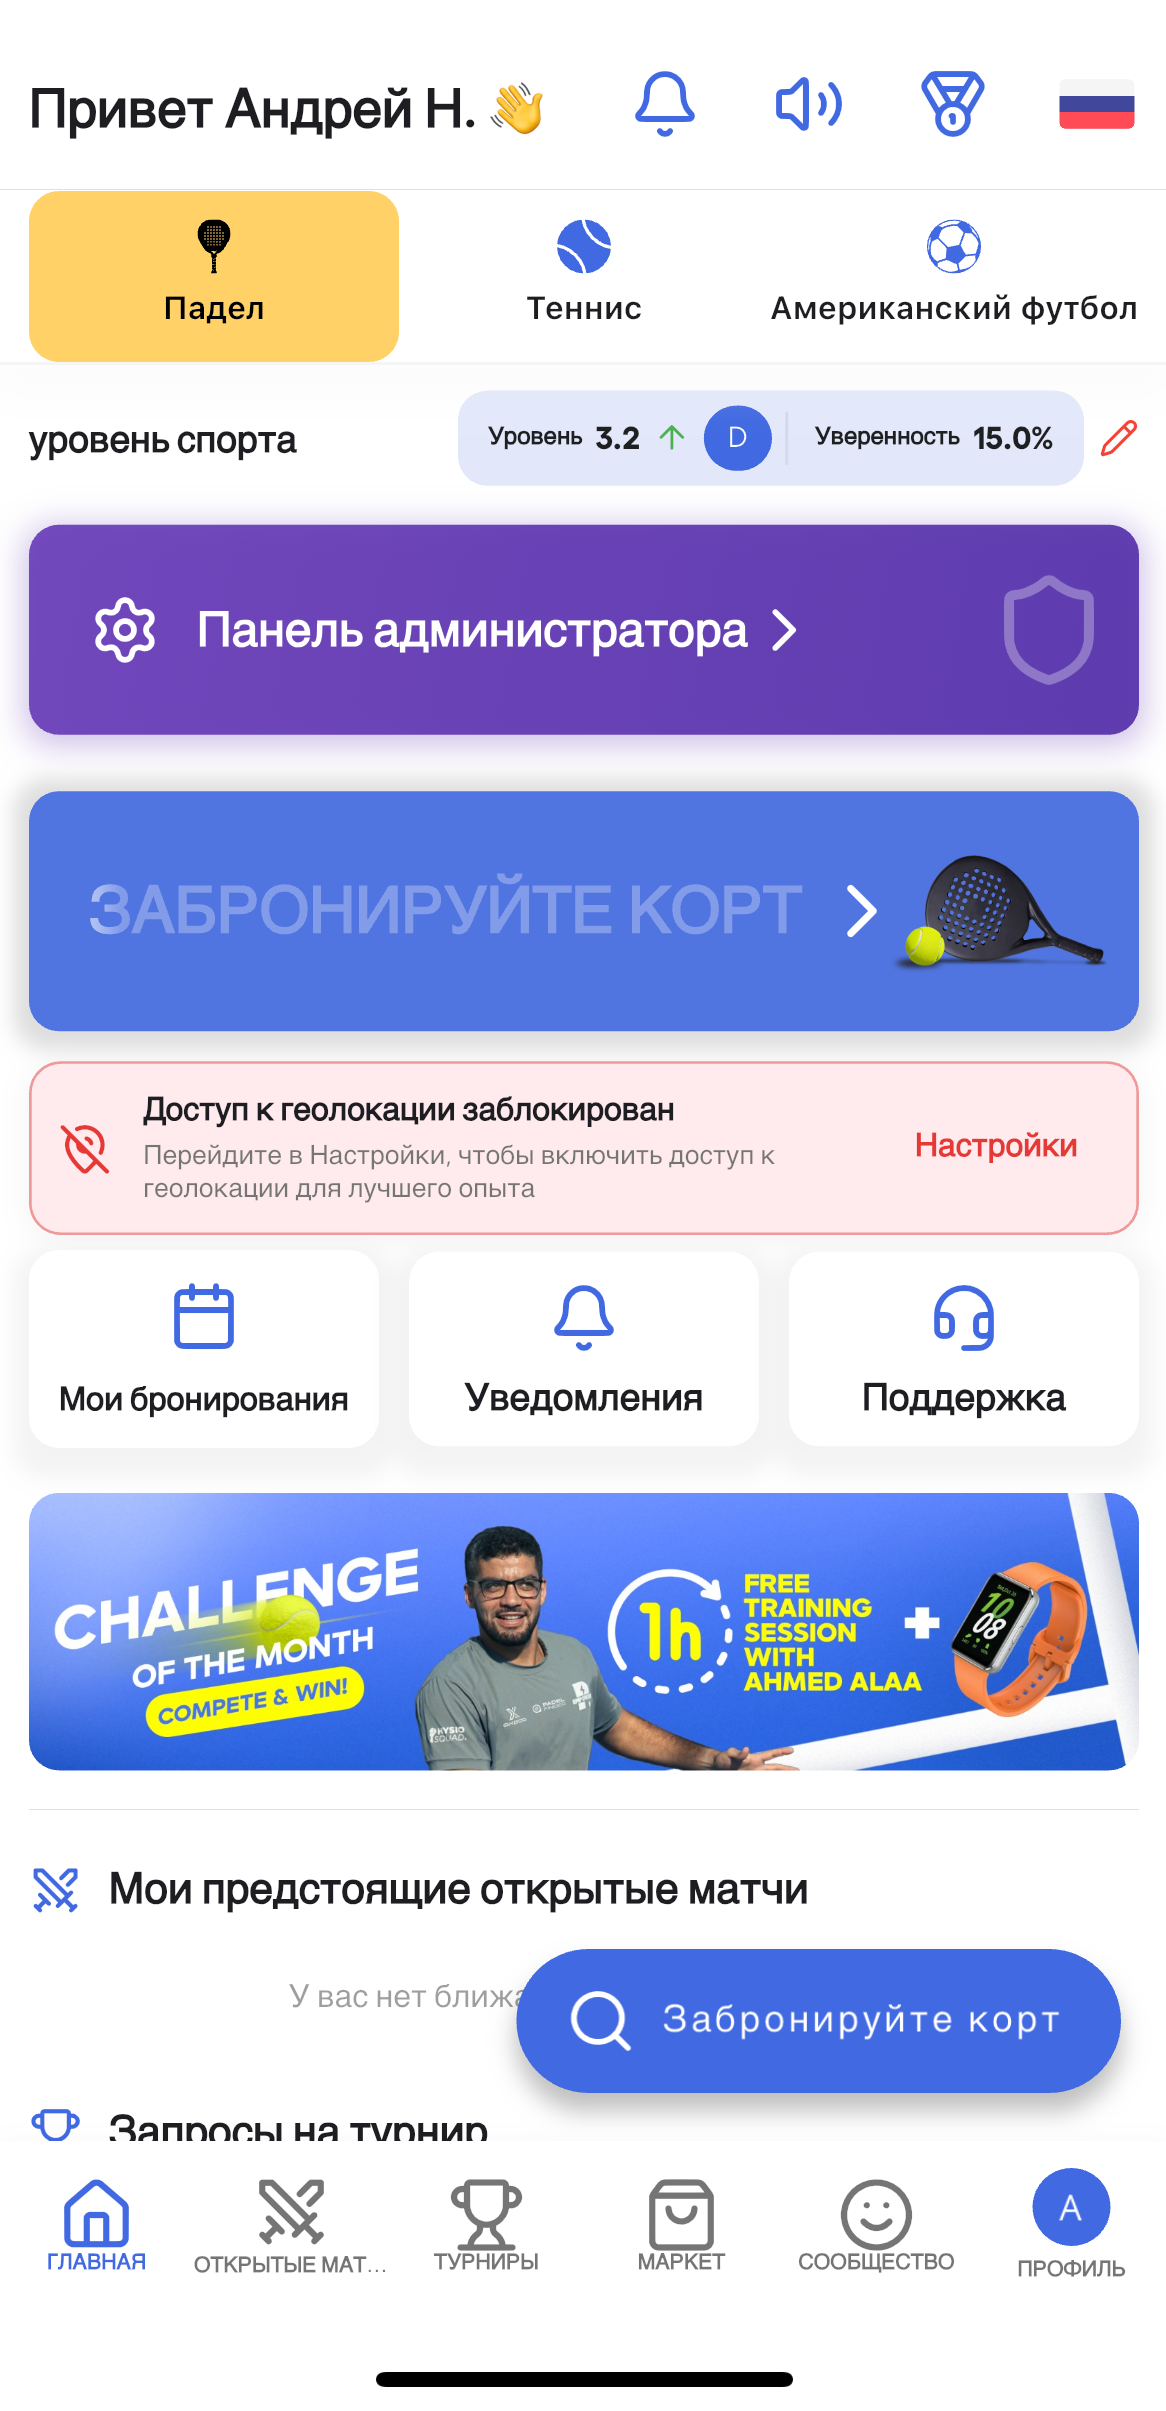 Привет Андрей Н. 👋
Падел
Теннис
Американский футбол
уровень спорта
Уровень 3.2 D
Уверенность 15.0%
Панель администратора
ЗАБРОНИРУЙТЕ КОРТ
Доступ к геолокации заблокирован
Перейдите в Настройки, чтобы включить доступ к
геолокации для лучшего опыта
Настройки
Мои бронирования
Уведомления
Поддержка
CHALLENGE
OF THE MONTH
COMPETE & WIN!
PHYSIO
SQUAD.
1h
FREE
TRAINING
SESSION
WITH
AHMED ALAA
+
10
08
Мои предстоящие открытые матчи
У вас нет ближа
Забронируйте корт
Запросы на турнир
ГЛАВНАЯ
ОТКРЫТЫЕ МАТ...
ТУРНИРЫ
МАРКЕТ
СООБЩЕСТВО
A
ПРОФИЛЬ